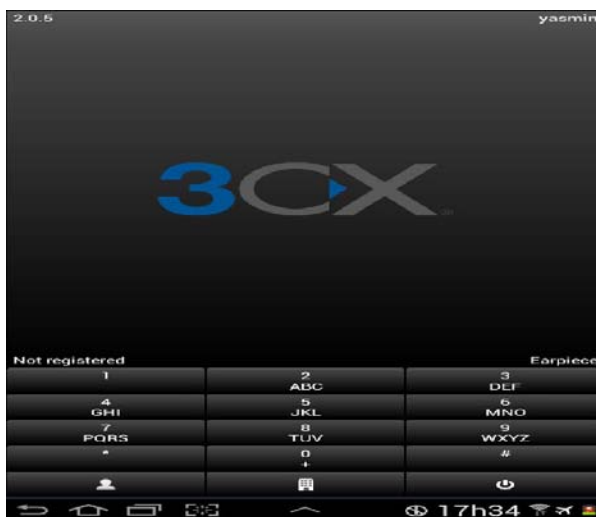 2.0.5 yasmin
3CX
Not registered Earpiece
1 2 3
ABC DEF
4 5 6
GHI JKL MNO
7 8 9
PQRS TUV WXYZ
* 0 #
+
17h34